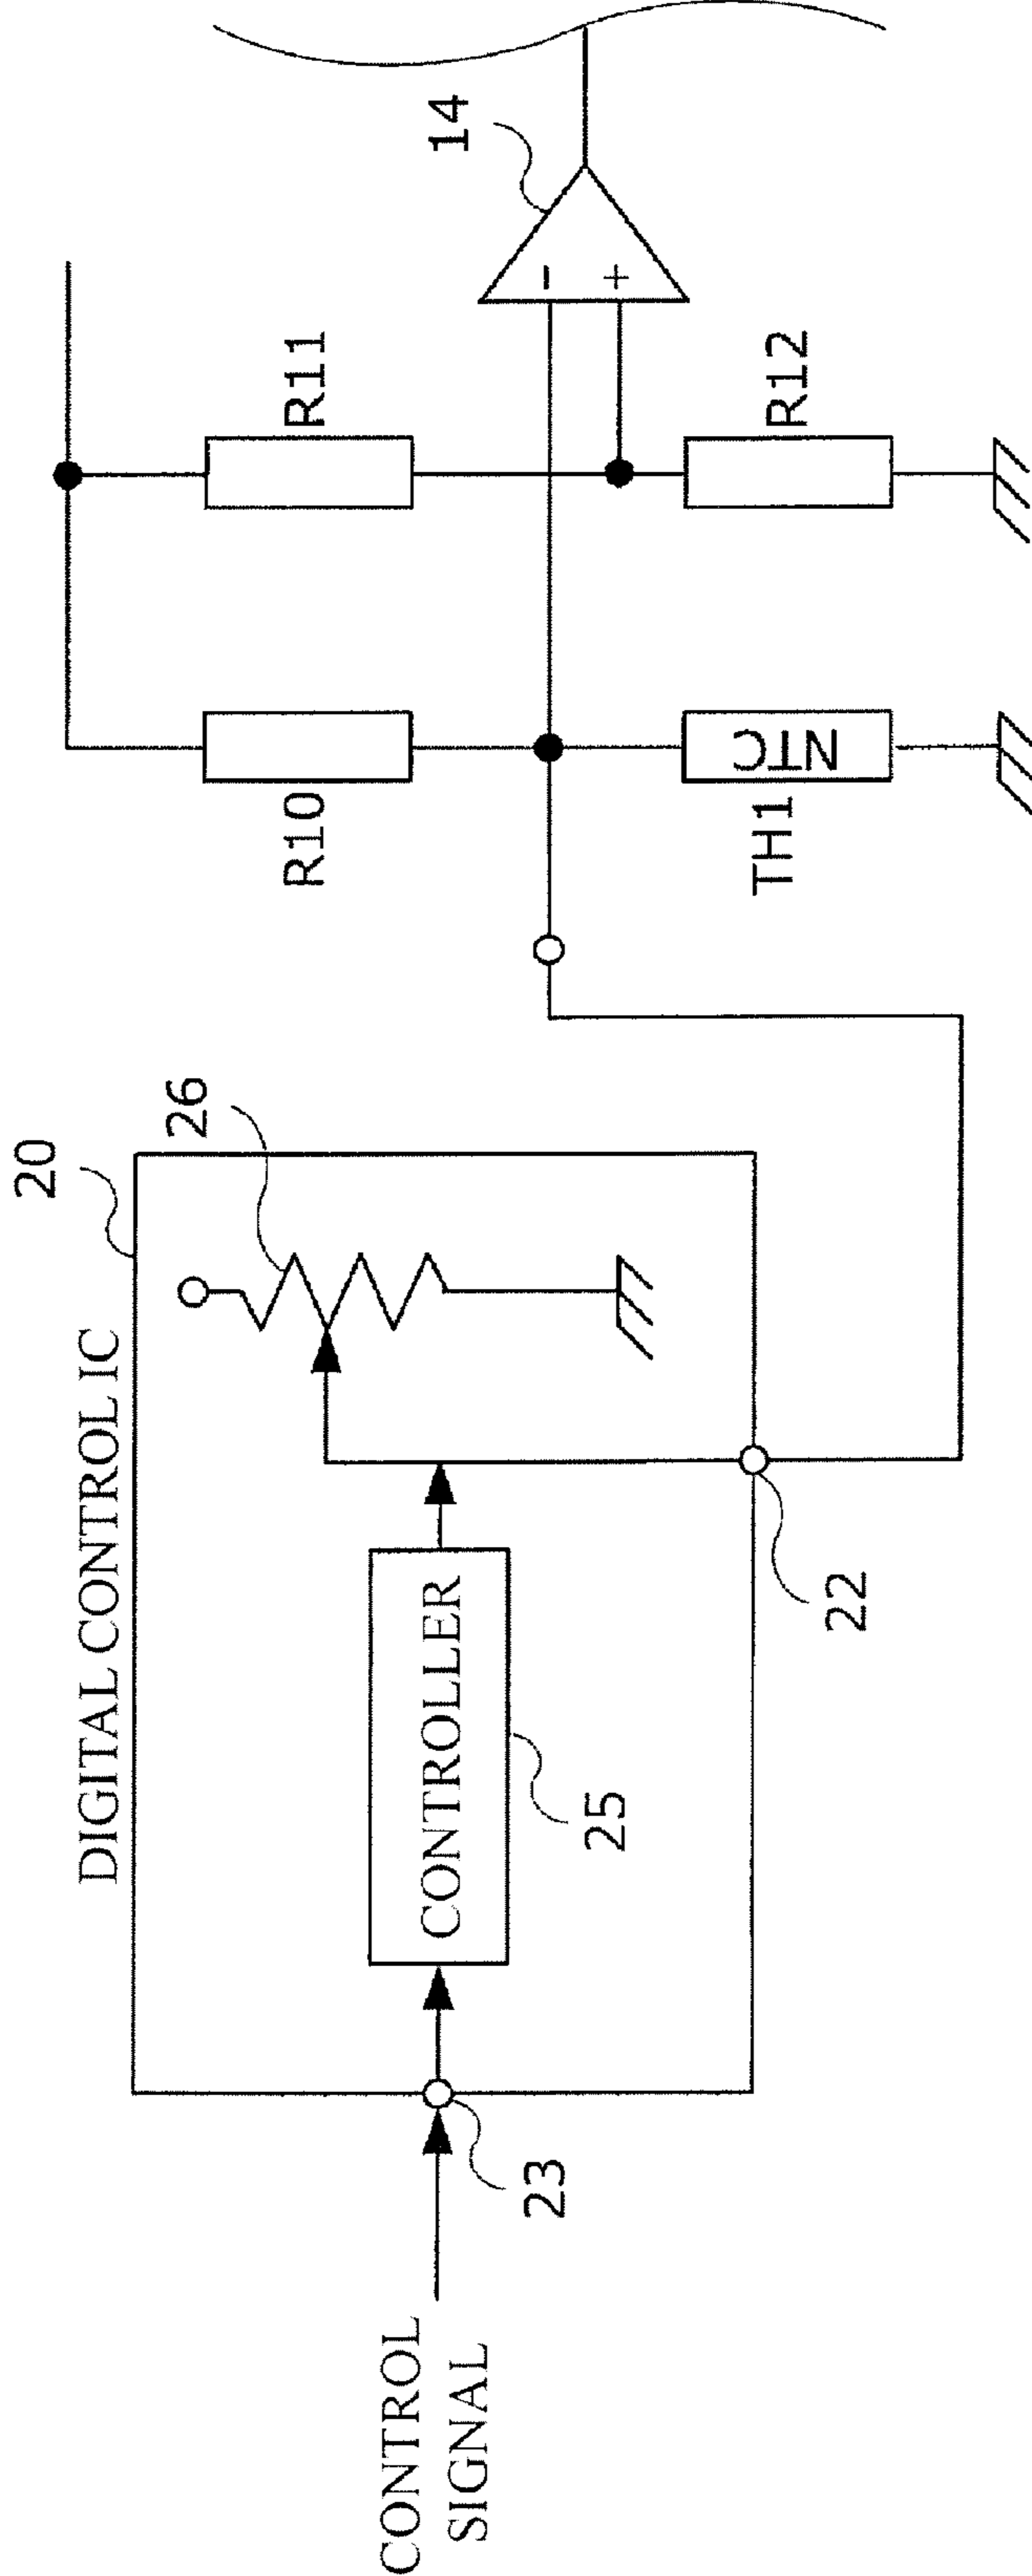 DIGITAL CONTROL IC
20
26
CONTROL
SIGNAL
23
CONTROLLER
25
22
R10
R11
14
-
+
TH1
NTC
R12